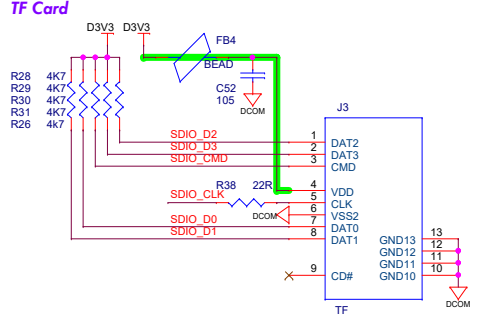 TF Card
D3V3 D3V3
FB4
BEAD
R28 4K7
R29 4K7
R30 4K7
R31 4K7
R26 4k7
C52
105
DCOM
J3
SDIO_D2 1 DAT2
SDIO_D3 2 DAT3
SDIO_CMD 3 CMD
4 VDD
SDIO_CLK R38 22R 5 CLK
DCOM 6 VSS2
SDIO_D0 7 DAT0
SDIO_D1 8 DAT1
GND13 13
GND12 12
GND11 11
GND10 10
9 CD#
DCOM
TF